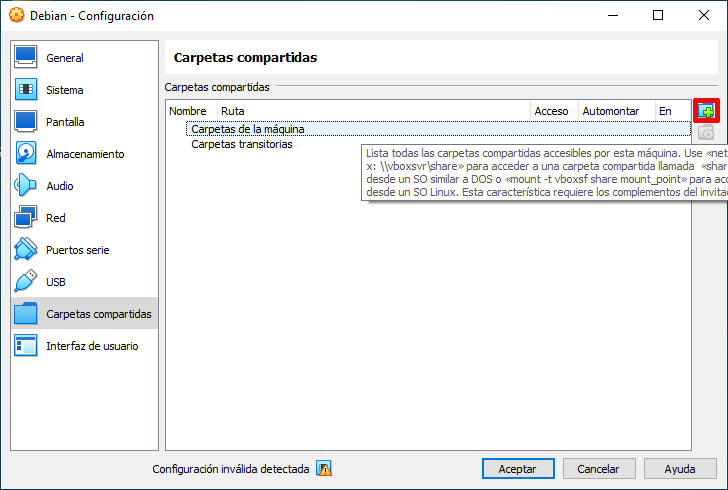 Debian - Configuración
General
Sistema
Pantalla
Almacenamiento
Audio
Red
Puertos serie
USB
Carpetas compartidas
Interfaz de usuario
Carpetas compartidas
Carpetas compartidas
Nombre Ruta Acceso Automontar En
Carpetas de la máquina
Carpetas transitorias
Lista todas las carpetas compartidas accesibles por esta máquina. Use «net
x: \\vboxsvr\share» para acceder a una carpeta compartida llamada «shar
desde un SO similar a DOS o «mount -t vboxsf share mount_point» para acc
desde un SO Linux. Esta característica requiere los complementos del invitad
Configuración inválida detectada
Aceptar Cancelar Ayuda